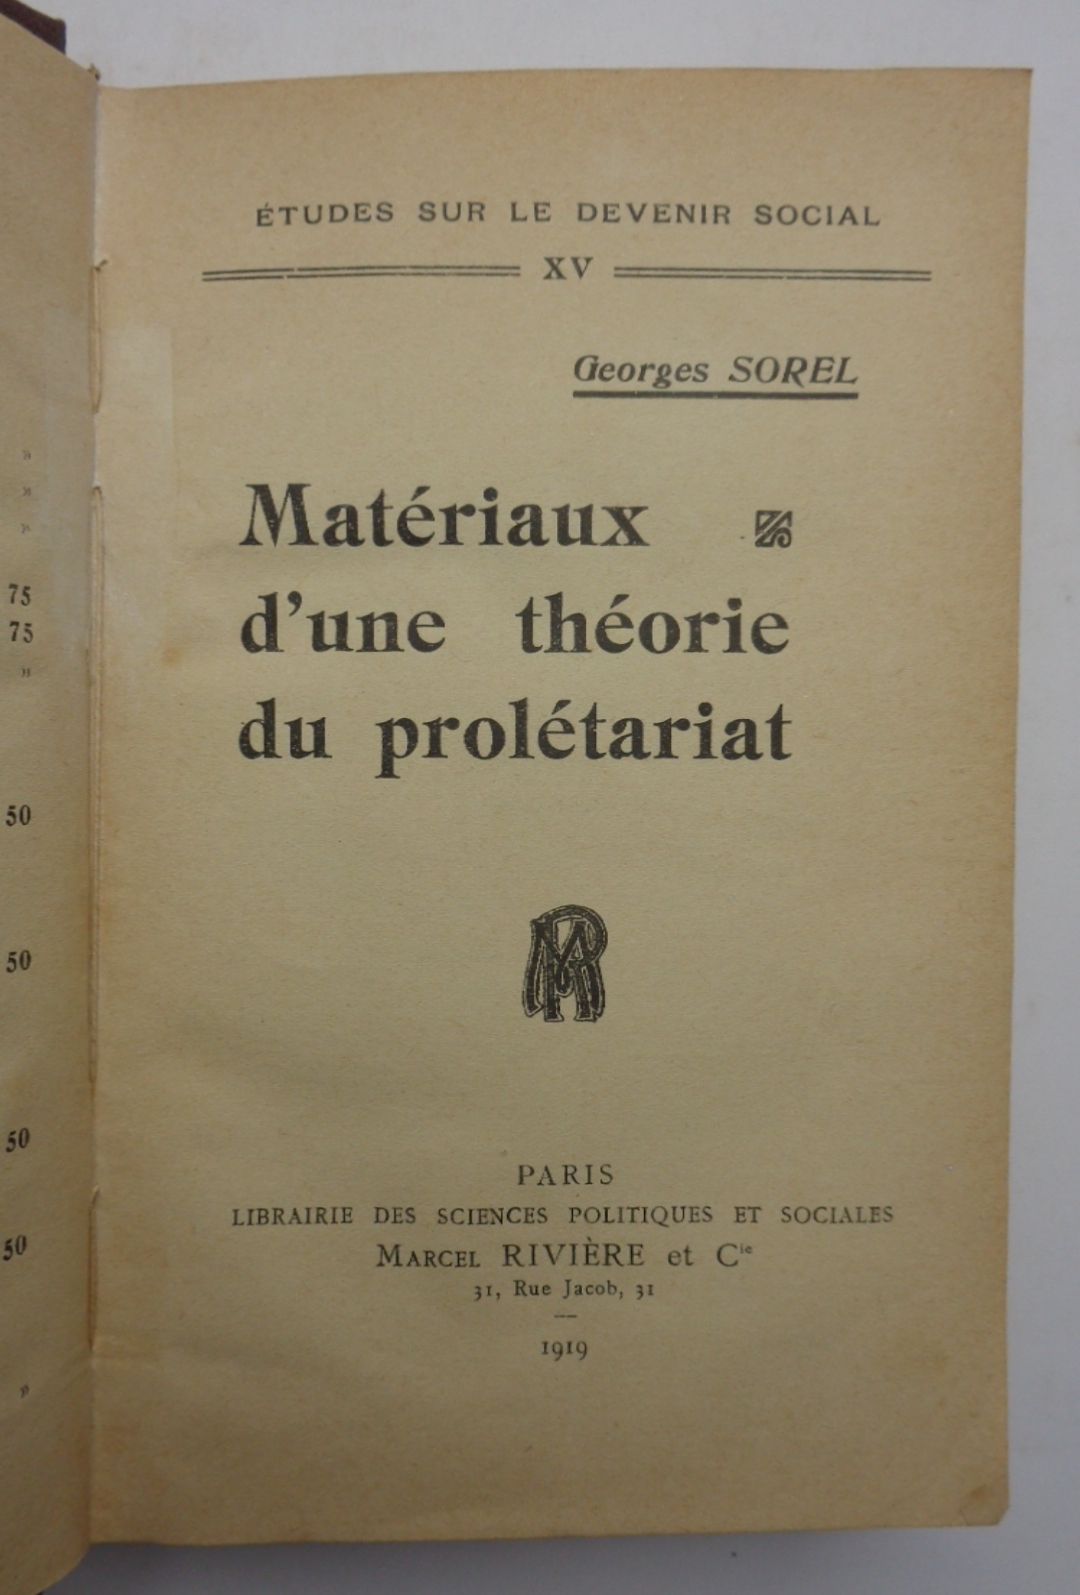 »
»
»
75
75
»
50
50
50
50
»
ÉTUDES SUR LE DEVENIR SOCIAL
XV
Georges SOREL
Matériaux
d'une théorie
du prolétariat
MR
PARIS
LIBRAIRIE DES SCIENCES POLITIQUES ET SOCIALES
MARCEL RIVIÈRE et Cie
31, Rue Jacob, 31
1919